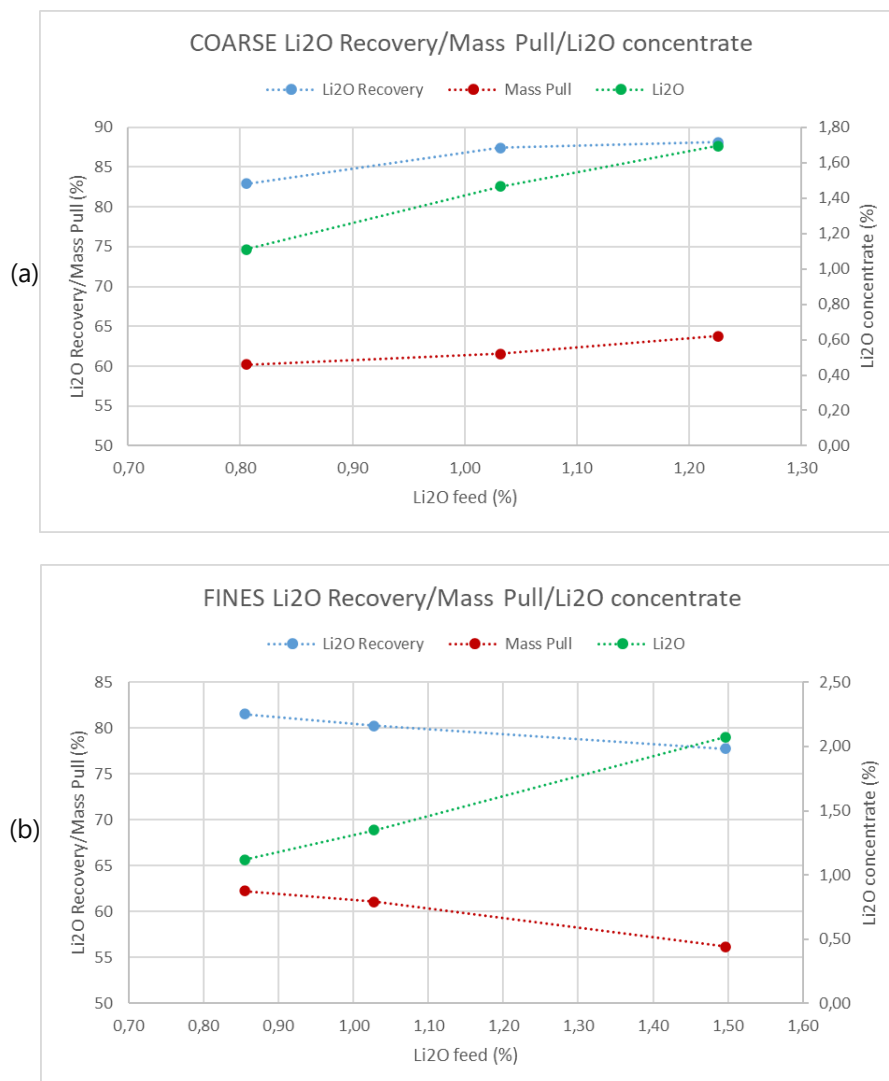 (a)
COARSE Li2O Recovery/Mass Pull/Li2O concentrate
Li2O Recovery Mass Pull Li2O
Li2O Recovery/Mass Pull (%)
90
85
80
75
70
65
60
55
50
1,80
1,60
1,40
1,20
1,00
0,80
0,60
0,40
0,20
0,00
Li2O concentrate (%)
0,70 0,80 0,90 1,00 1,10 1,20 1,30
Li2O feed (%)
(b)
FINES Li2O Recovery/Mass Pull/Li2O concentrate
Li2O Recovery Mass Pull Li2O
Li2O Recovery/Mass Pull (%)
85
80
75
70
65
60
55
50
2,50
2,00
1,50
1,00
0,50
0,00
Li2O concentrate (%)
0,70 0,80 0,90 1,00 1,10 1,20 1,30 1,40 1,50 1,60
Li2O feed (%)